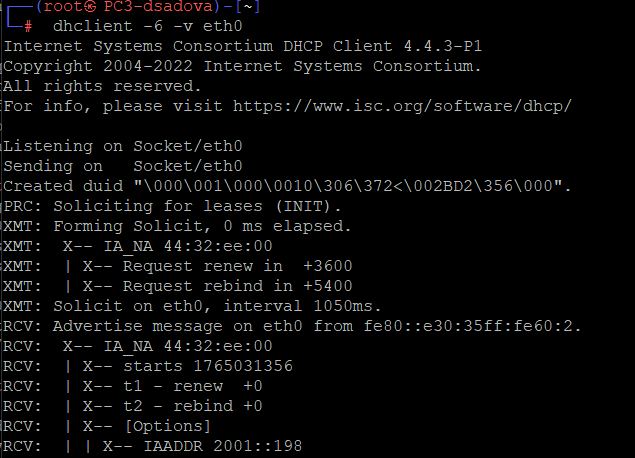 ┌──(root㉿PC3-dsadova)-[~]
└─# dhclient -6 -v eth0
Internet Systems Consortium DHCP Client 4.4.3-P1
Copyright 2004-2022 Internet Systems Consortium.
All rights reserved.
For info, please visit https://www.isc.org/software/dhcp/
Listening on Socket/eth0
Sending on   Socket/eth0
Created duid "\000\001\000\0010\306\372<\002BD2\356\000".
PRC: Soliciting for leases (INIT).
XMT: Forming Solicit, 0 ms elapsed.
XMT:  X-- IA_NA 44:32:ee:00
XMT:  | X-- Request renew in  +3600
XMT:  | X-- Request rebind in +5400
XMT: Solicit on eth0, interval 1050ms.
RCV: Advertise message on eth0 from fe80::e30:35ff:fe60:2.
RCV:  X-- IA_NA 44:32:ee:00
RCV:  | X-- starts 1765031356
RCV:  | X-- t1 - renew  +0
RCV:  | X-- t2 - rebind +0
RCV:  | X-- [Options]
RCV:  | | X-- IAADDR 2001::198